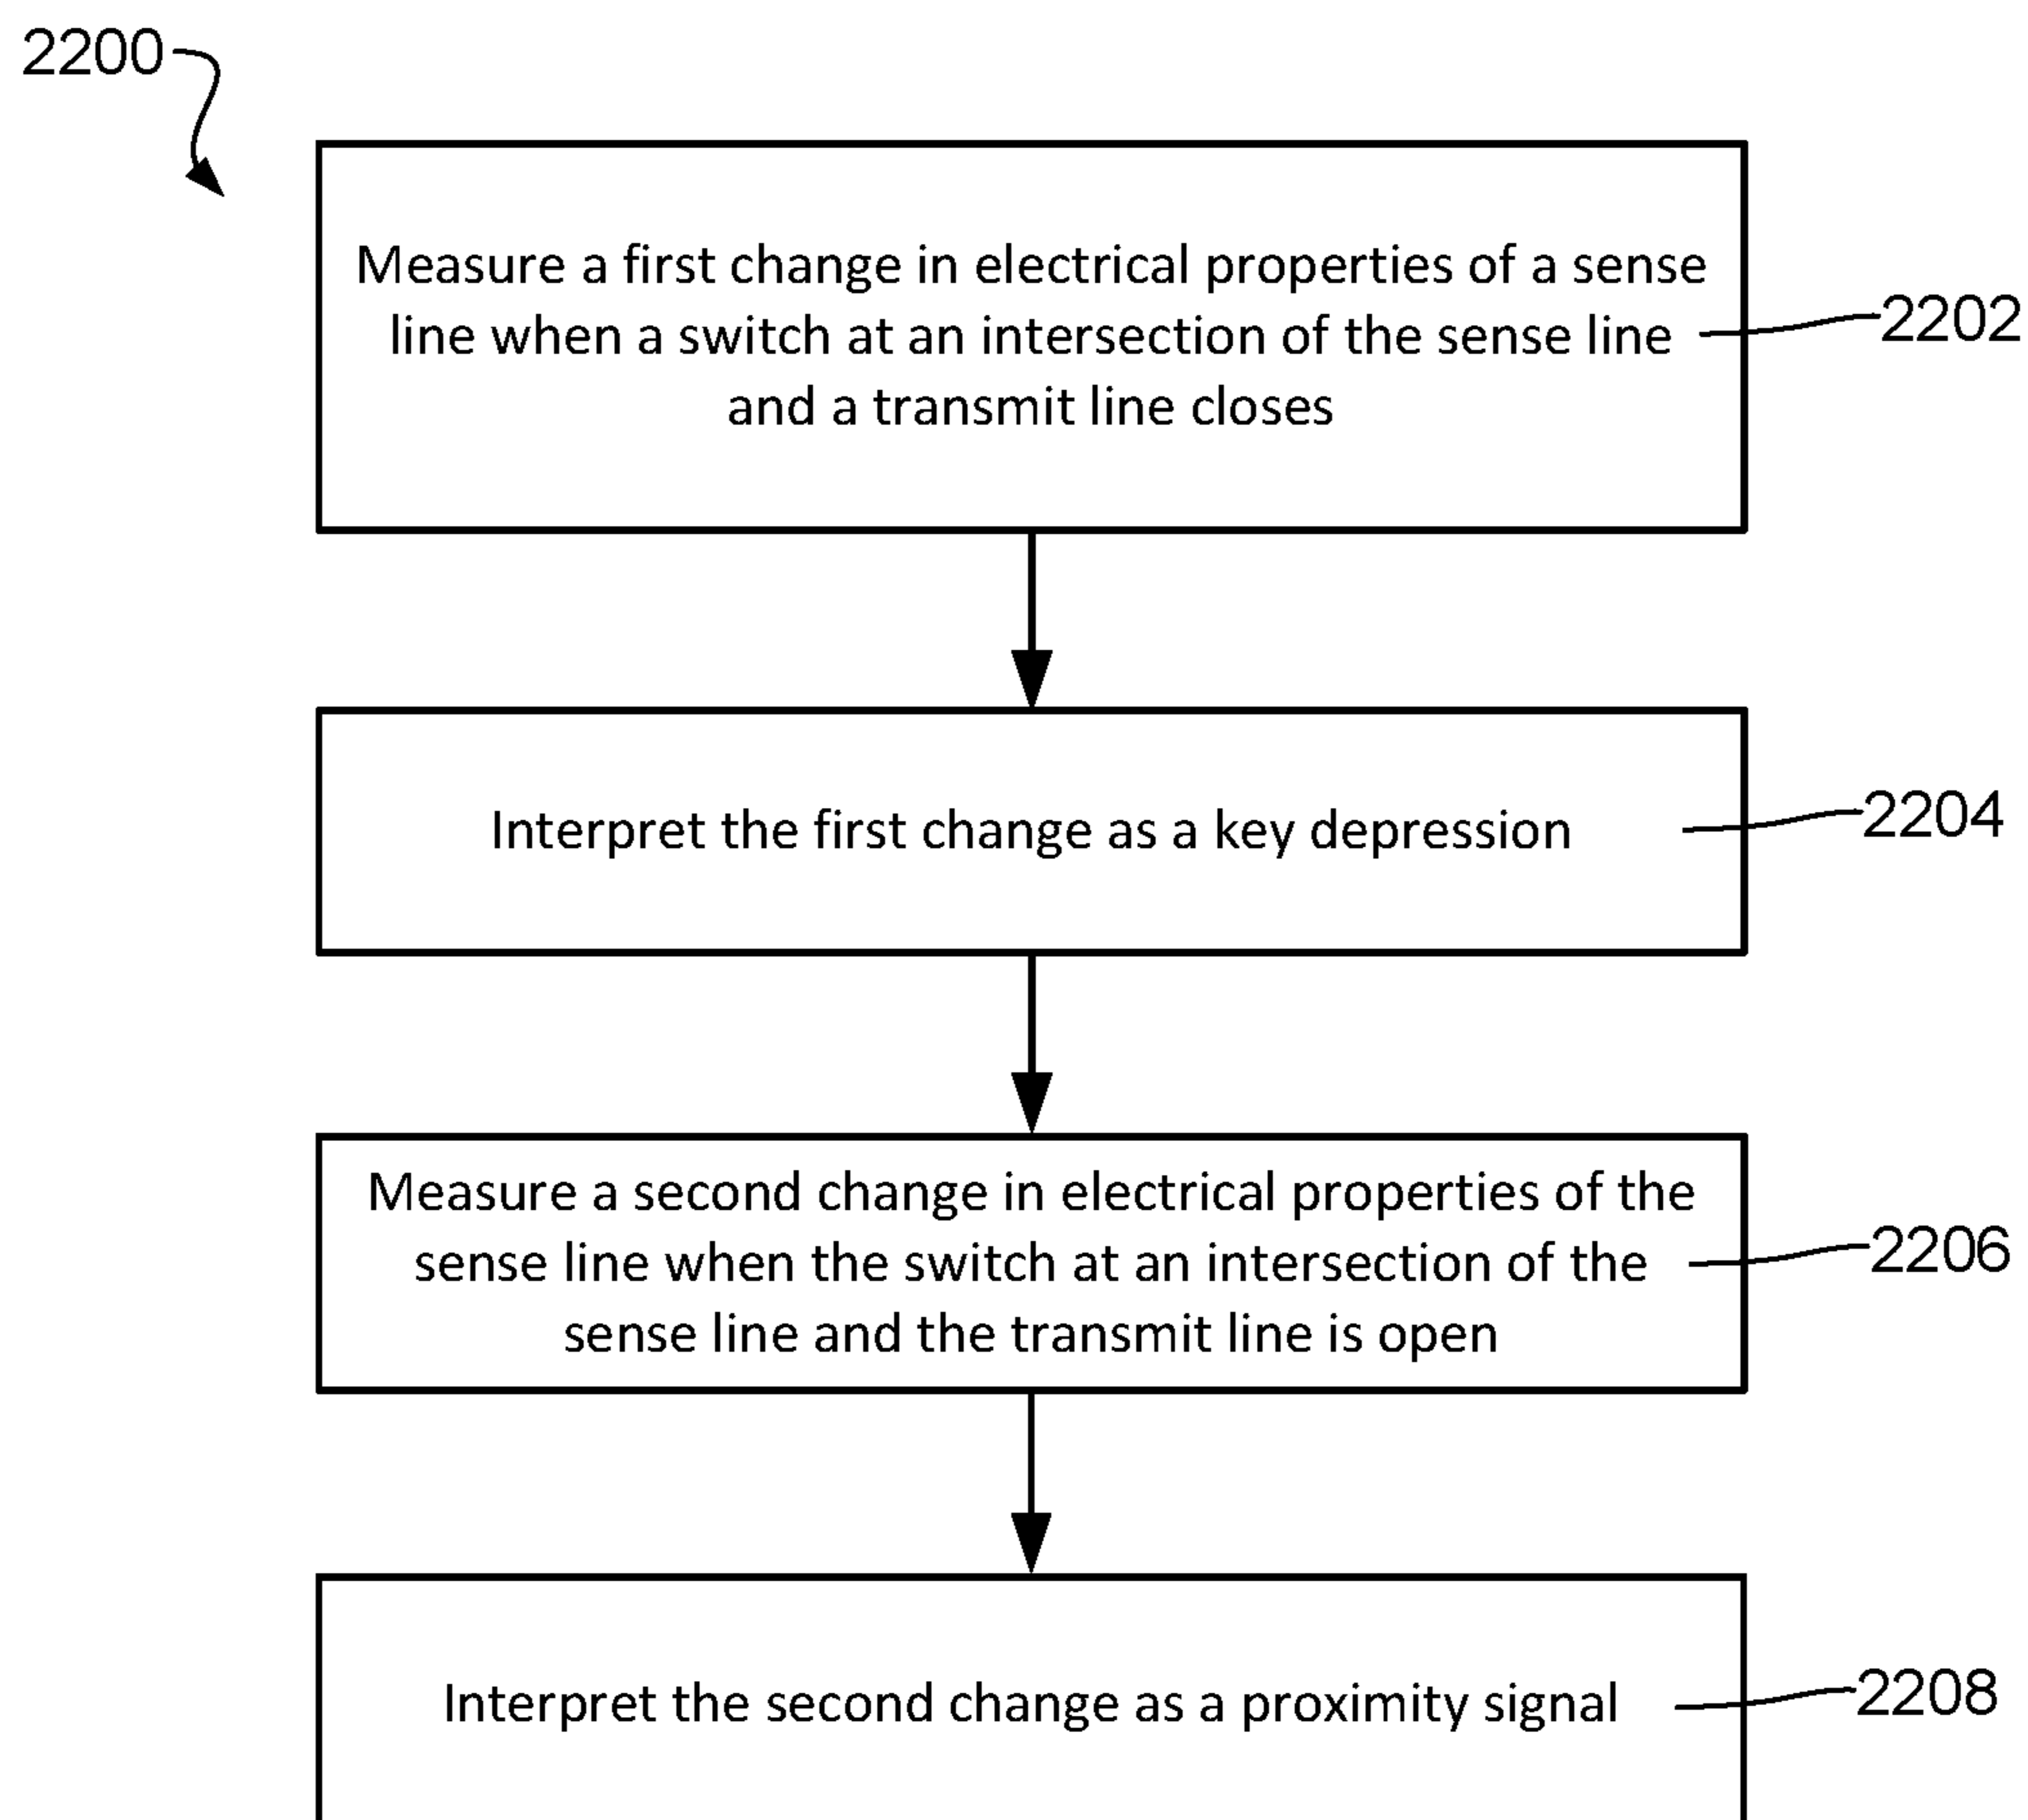 2200
Measure a first change in electrical properties of a sense
line when a switch at an intersection of the sense line
and a transmit line closes
2202
Interpret the first change as a key depression
2204
Measure a second change in electrical properties of the
sense line when the switch at an intersection of the
sense line and the transmit line is open
2206
Interpret the second change as a proximity signal
2208